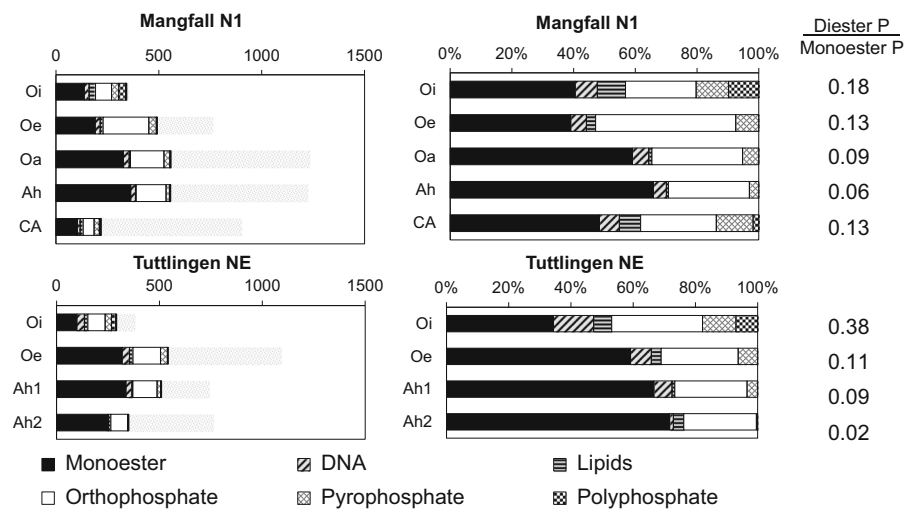 Mangfall N1
0 500 1000 1500
Oi
Oe
Oa
Ah
CA
Mangfall N1
0% 20% 40% 60% 80% 100%
Oi
Oe
Oa
Ah
CA
Diester P
Monoester P
0.18
0.13
0.09
0.06
0.13
Tuttlingen NE
0 500 1000 1500
Oi
Oe
Ah1
Ah2
Tuttlingen NE
0% 20% 40% 60% 80% 100%
Oi
Oe
Ah1
Ah2
0.38
0.11
0.09
0.02
Monoester DNA Lipids
Orthophosphate Pyrophosphate Polyphosphate